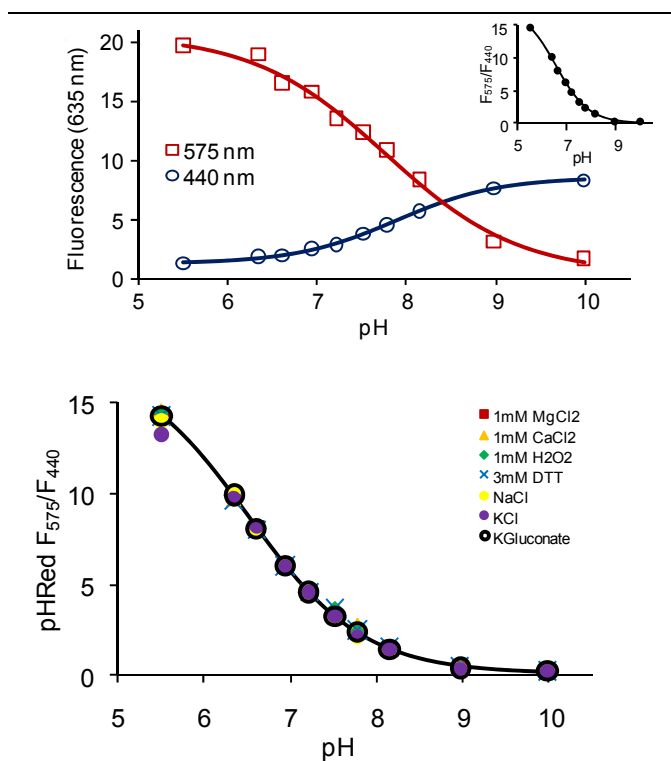 20
15
10
5
0
Fluorescence (635 nm)
575 nm
440 nm
5 6 7 8 9 10
pH
15
10
5
0
F575/F440
5 7 9
pH
15
10
5
0
pHRed F575/F440
1mM MgCl2
1mM CaCl2
1mM H2O2
3mM DTT
NaCl
KCl
KGluconate
5 6 7 8 9 10
pH